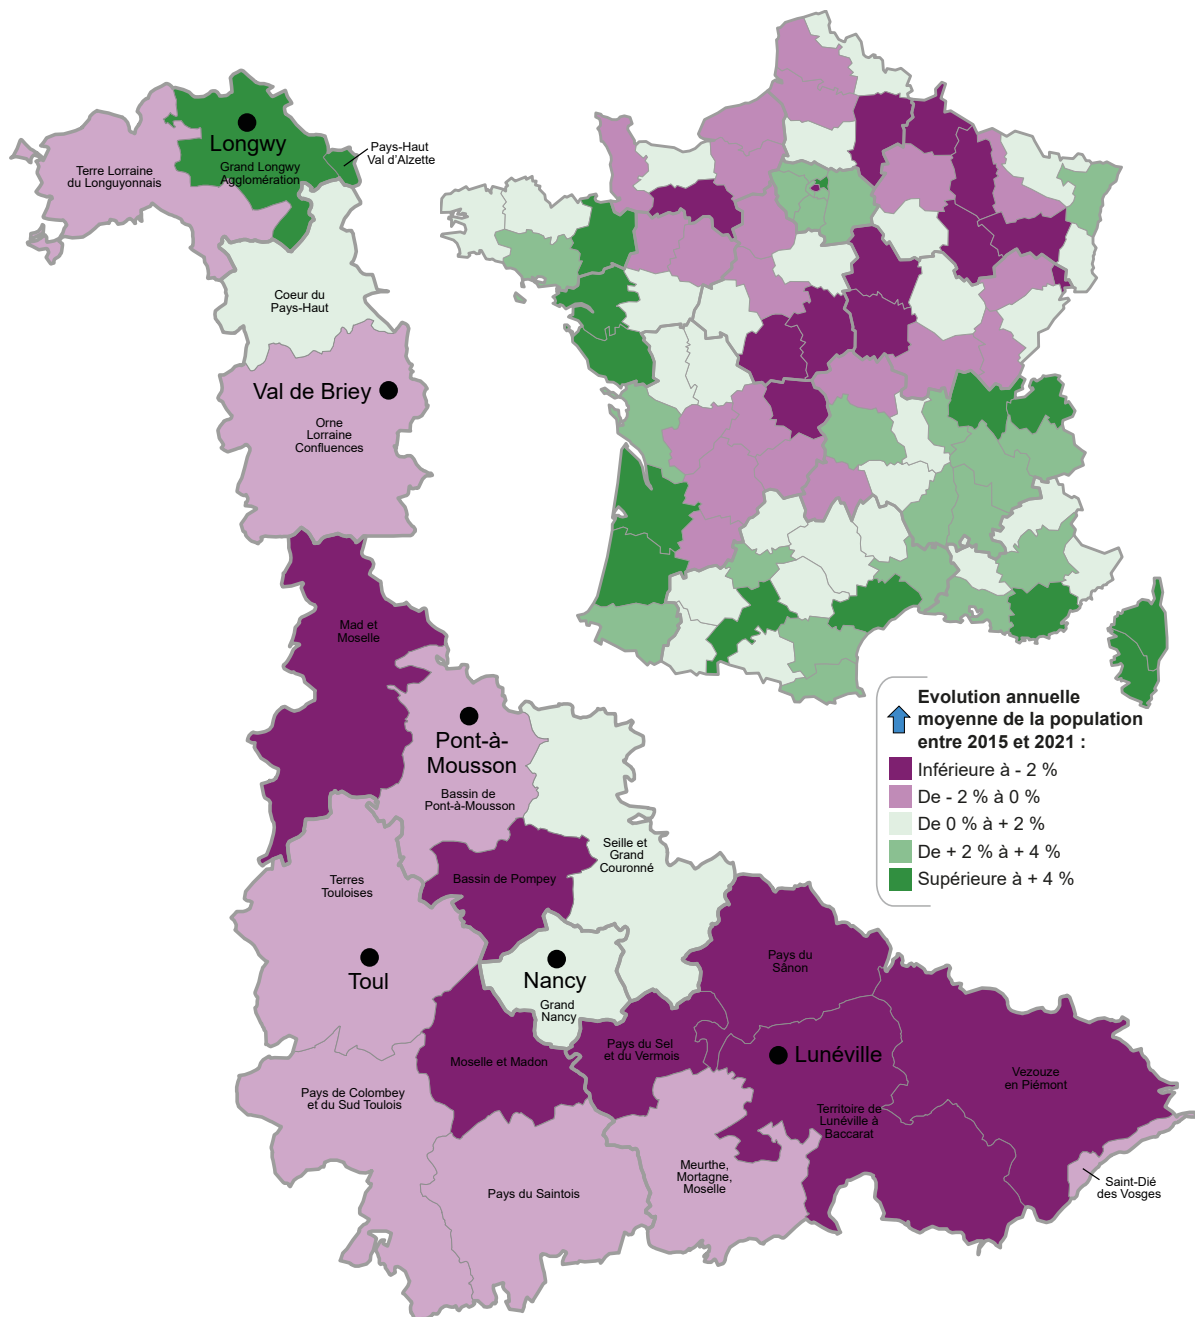 Longwy
Grand Longwy
Agglomération
Pays-Haut
Val d'Alzette
Terre Lorraine
du Longuyonnais
Coeur du
Pays-Haut
Val de Briey
Orne
Lorraine
Confluences
Mad et
Moselle
Pont-à-
Mousson
Bassin de
Pont-à-Mousson
Evolution annuelle
moyenne de la population
entre 2015 et 2021 :
Inférieure à - 2 %
De - 2 % à 0 %
De 0 % à + 2 %
De + 2 % à + 4 %
Supérieure à + 4 %
Seille et
Grand
Couronné
Bassin de Pompey
Terres
Touloises
Toul
Nancy
Grand
Nancy
Pays du
Sânon
Moselle et Madon
Pays du Sel
et du Vermois
Lunéville
Vezouze
en Piémont
Pays de Colombey
et du Sud Toulois
Territoire de
Lunéville à
Baccarat
Meurthe,
Mortagne,
Moselle
Pays du Saintois
Saint-Dié
des Vosges